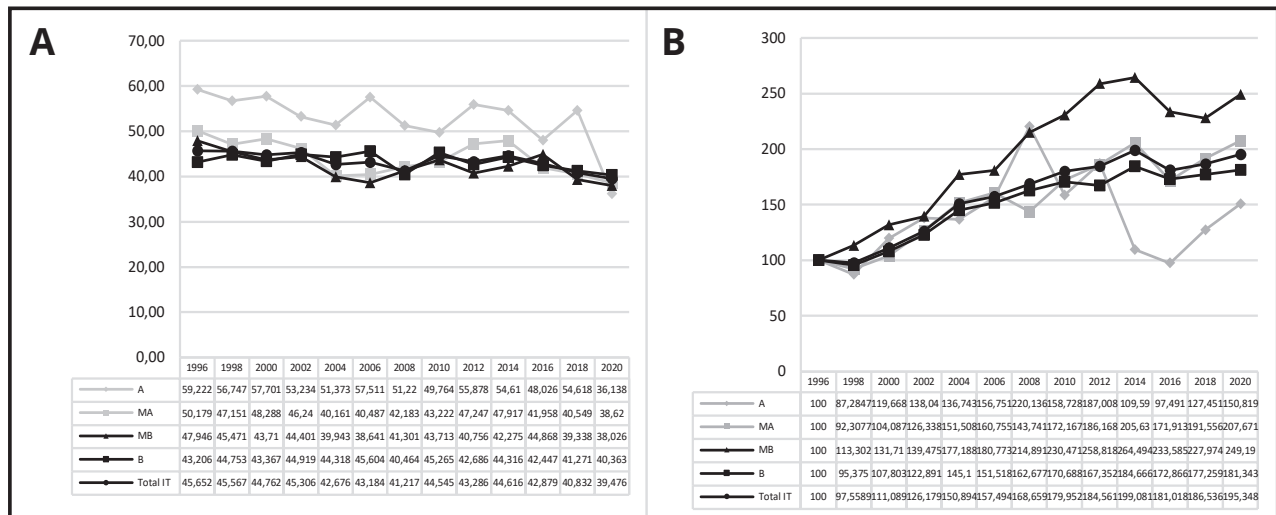 A
70,00
60,00
50,00
40,00
30,00
20,00
10,00
0,00
1996 1998 2000 2002 2004 2006 2008 2010 2012 2014 2016 2018 2020
A 59,222 56,747 57,701 53,234 51,373 57,511 51,22 49,764 55,878 54,61 48,026 54,618 36,138
MA 50,179 47,151 48,288 46,24 40,161 40,487 42,183 43,222 47,247 47,917 41,958 40,549 38,62
MB 47,946 45,471 43,71 44,401 39,943 38,641 41,301 43,713 40,756 42,275 44,868 39,338 38,026
B 43,206 44,753 43,367 44,919 44,318 45,604 40,464 45,265 42,686 44,316 42,447 41,271 40,363
Total IT 45,652 45,567 44,762 45,306 42,676 43,184 41,217 44,545 43,286 44,616 42,879 40,832 39,476
B
300
250
200
150
100
50
0
1996 1998 2000 2002 2004 2006 2008 2010 2012 2014 2016 2018 2020
A 100 87,2847 119,668 138,04 136,743 156,751 220,136 158,728 187,008 109,59 97,491 127,451 150,819
MA 100 92,3077 104,087 126,338 151,508 160,755 143,741 172,167 186,168 205,63 171,913 191,556 207,671
MB 100 113,302 131,71 139,475 177,188 180,773 214,891 230,471 258,818 264,494 233,585 227,974 249,19
B 100 95,375 107,803 122,891 145,1 151,518 162,677 170,688 167,352 184,666 172,866 177,259 181,343
Total IT 100 97,5589 111,089 126,179 150,894 157,494 168,659 179,952 184,561 199,081 181,018 186,536 195,348